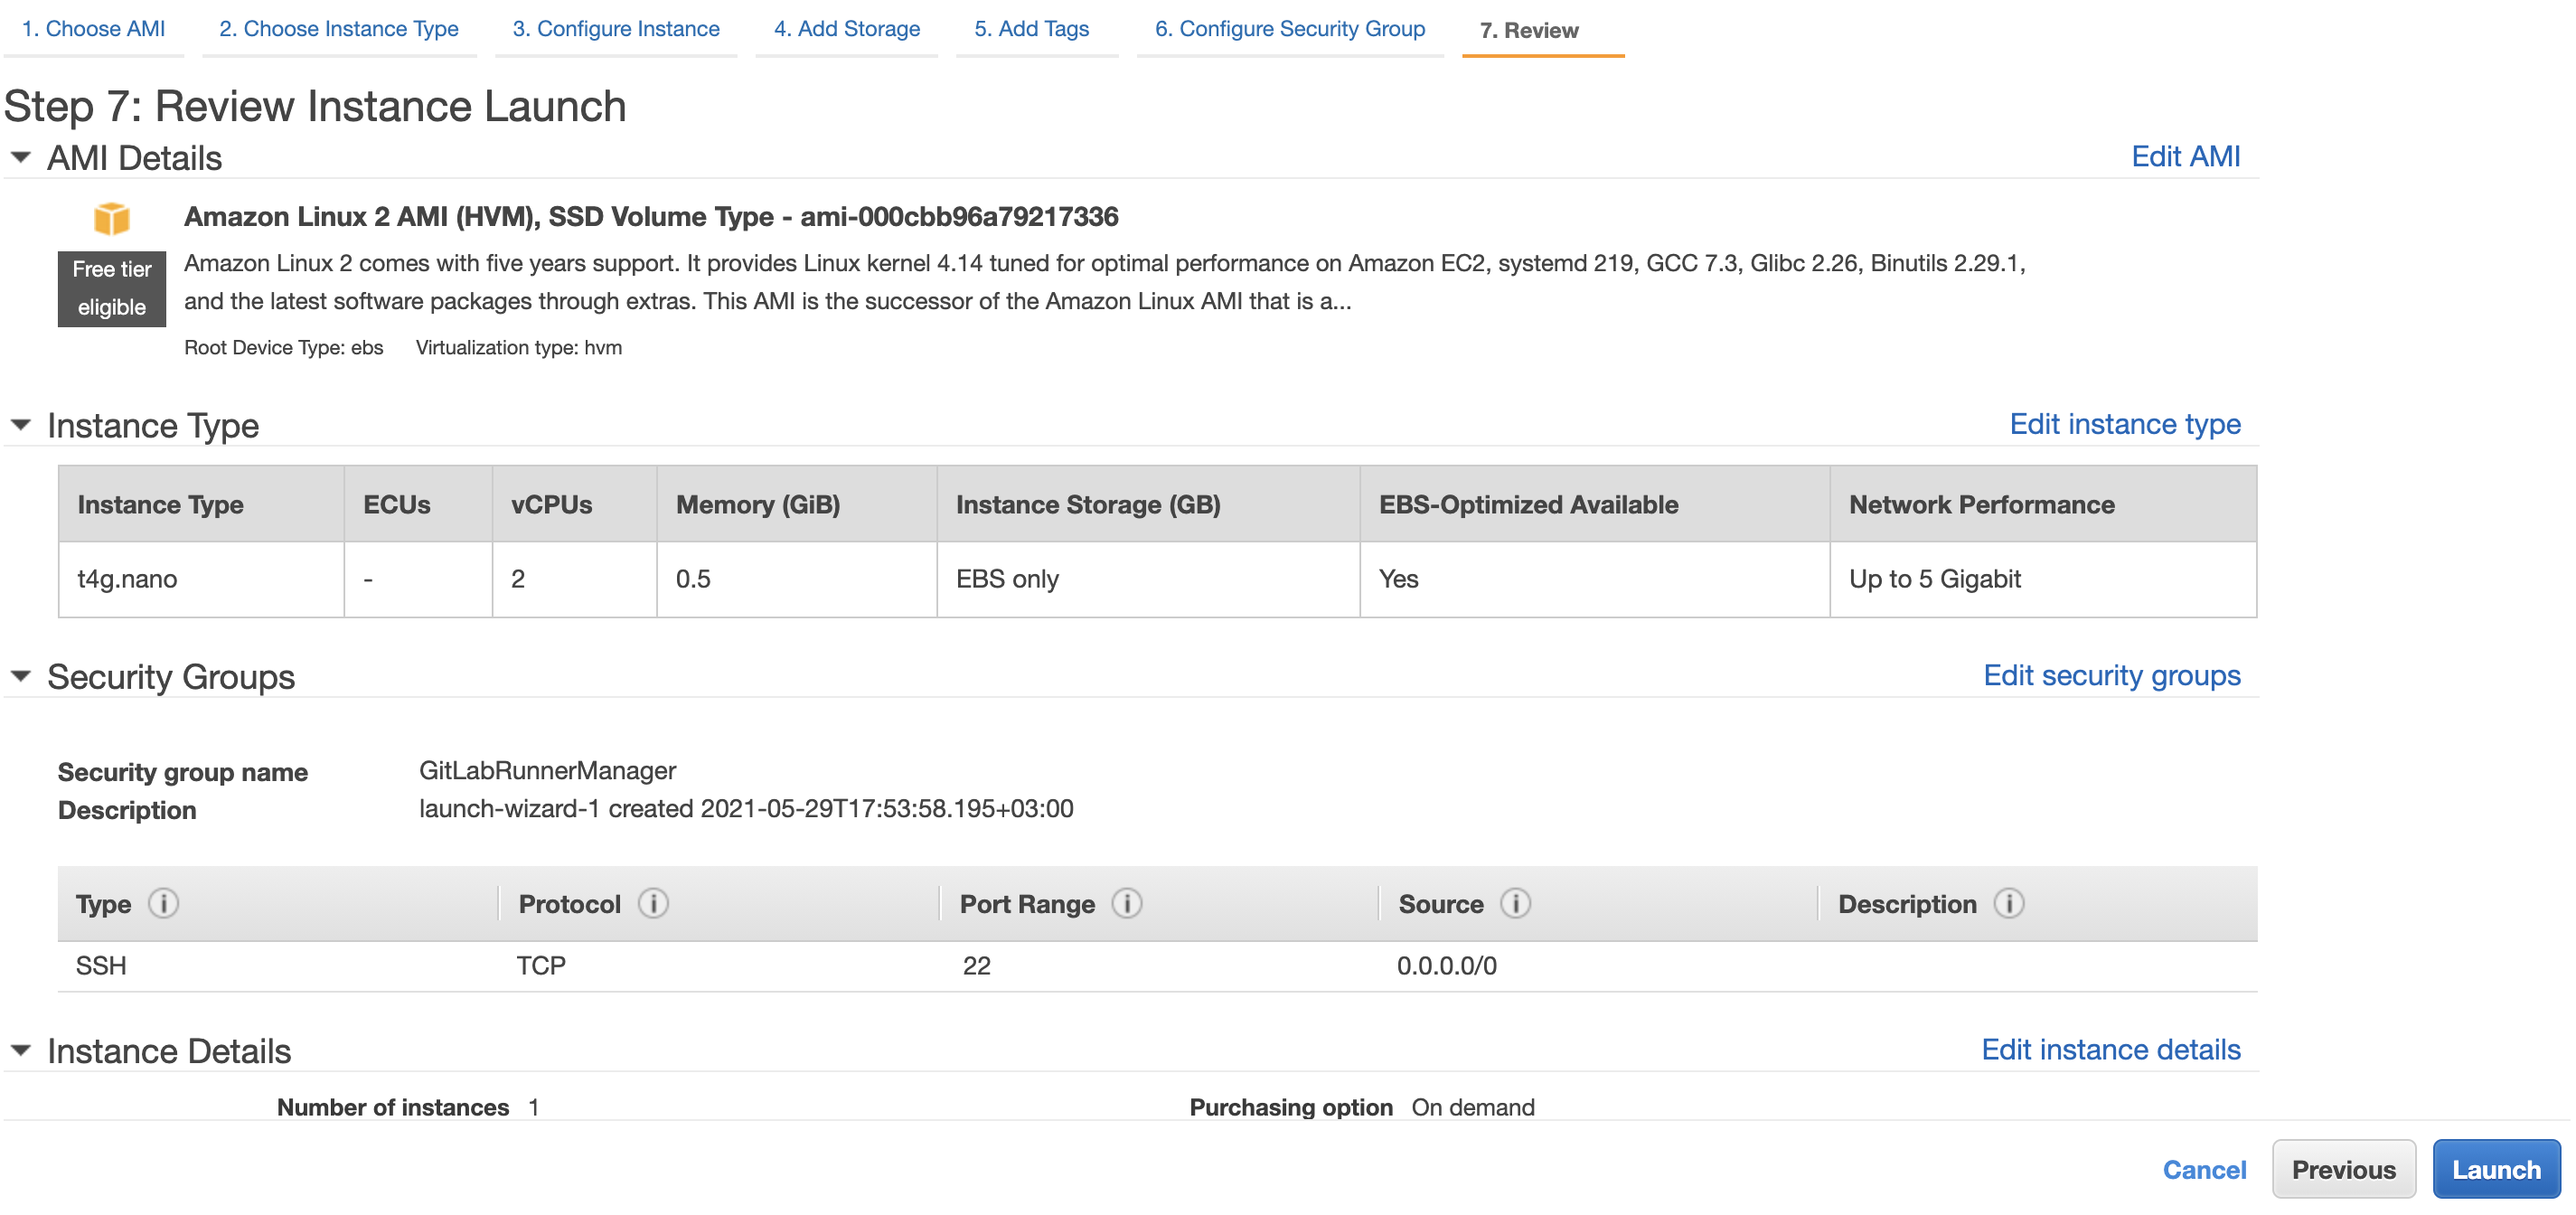 1. Choose AMI 2. Choose Instance Type 3. Configure Instance 4. Add Storage 5. Add Tags 6. Configure Security Group 7. Review
Step 7: Review Instance Launch
AMI Details Edit AMI
Amazon Linux 2 AMI (HVM), SSD Volume Type - ami-000cbb96a79217336
Free tier eligible
Amazon Linux 2 comes with five years support. It provides Linux kernel 4.14 tuned for optimal performance on Amazon EC2, systemd 219, GCC 7.3, Glibc 2.26, Binutils 2.29.1,
and the latest software packages through extras. This AMI is the successor of the Amazon Linux AMI that is a...
Root Device Type: ebs Virtualization type: hvm
Instance Type Edit instance type
Instance Type ECUs vCPUs Memory (GiB) Instance Storage (GB) EBS-Optimized Available Network Performance
t4g.nano - 2 0.5 EBS only Yes Up to 5 Gigabit
Security Groups Edit security groups
Security group name GitLabRunnerManager
Description launch-wizard-1 created 2021-05-29T17:53:58.195+03:00
Type Protocol Port Range Source Description
SSH TCP 22 0.0.0.0/0
Instance Details Edit instance details
Number of instances 1 Purchasing option On demand
Cancel Previous Launch